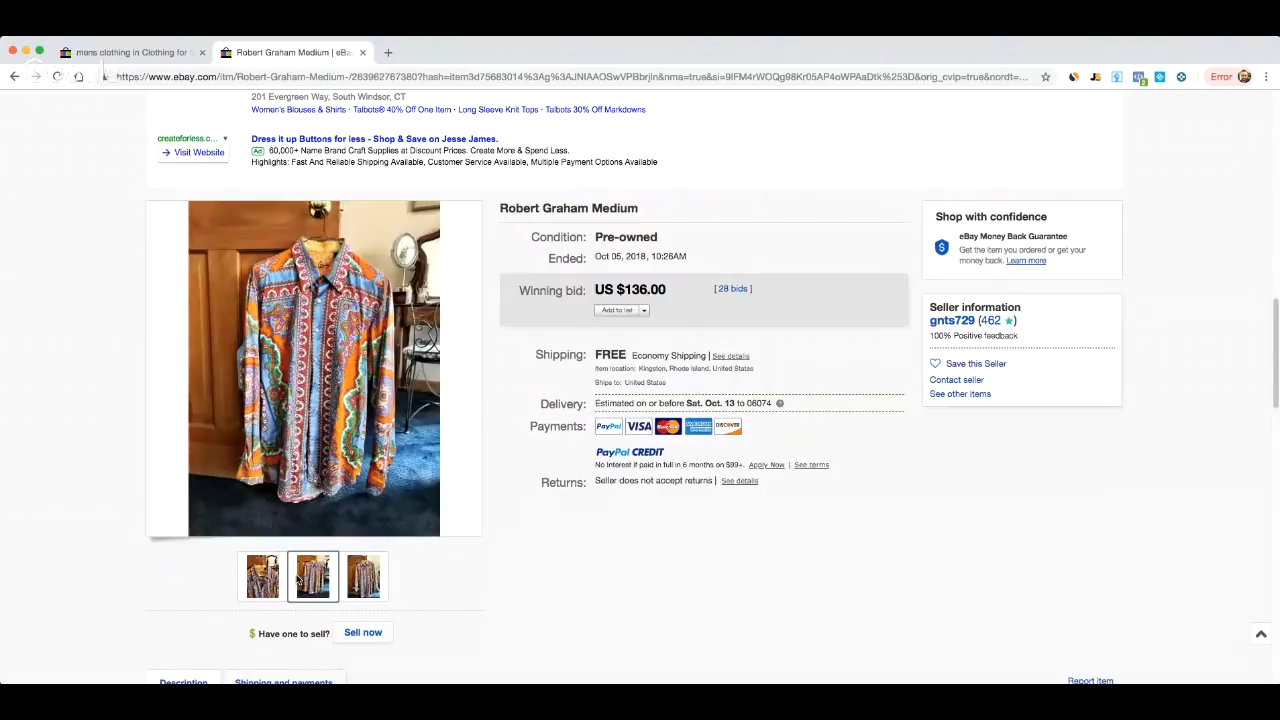 mens clothing in Clothing for
Robert Graham Medium | eBa
201 Evergreen Way, South Windsor, CT
Women's Blouses & Shirts · Talbots® 40% Off One Item · Long Sleeve Knit Tops · Talbots 30% Off Markdowns
createforless.c...
Visit Website
Dress it up Buttons for less - Shop & Save on Jesse James.
Ad 60,000+ Name Brand Craft Supplies at Discount Prices. Create More & Spend Less.
Highlights: Fast And Reliable Shipping Available, Customer Service Available, Multiple Payment Options Available
Robert Graham Medium
Condition: Pre-owned
Ended: Oct 05, 2018, 10:26AM
Winning bid: US $136.00 [ 28 bids ]
Add to list
Shipping: FREE Economy Shipping | See details
Item location: Kingston, Rhode Island, United States
Ships to: United States
Delivery: Estimated on or before Sat. Oct. 13 to 06074
Payments: PayPal VISA MasterCard DISCOVER
PayPal CREDIT
No Interest if paid in full in 6 months on $99+. Apply Now | See terms
Returns: Seller does not accept returns | See details
Shop with confidence
eBay Money Back Guarantee
Get the item you ordered or get your
money back. Learn more
Seller information
gnts729 (462 ★)
100% Positive feedback
Save this Seller
Contact seller
See other items
Error
$ Have one to sell? Sell now
Description
Shipping and payments
Report item